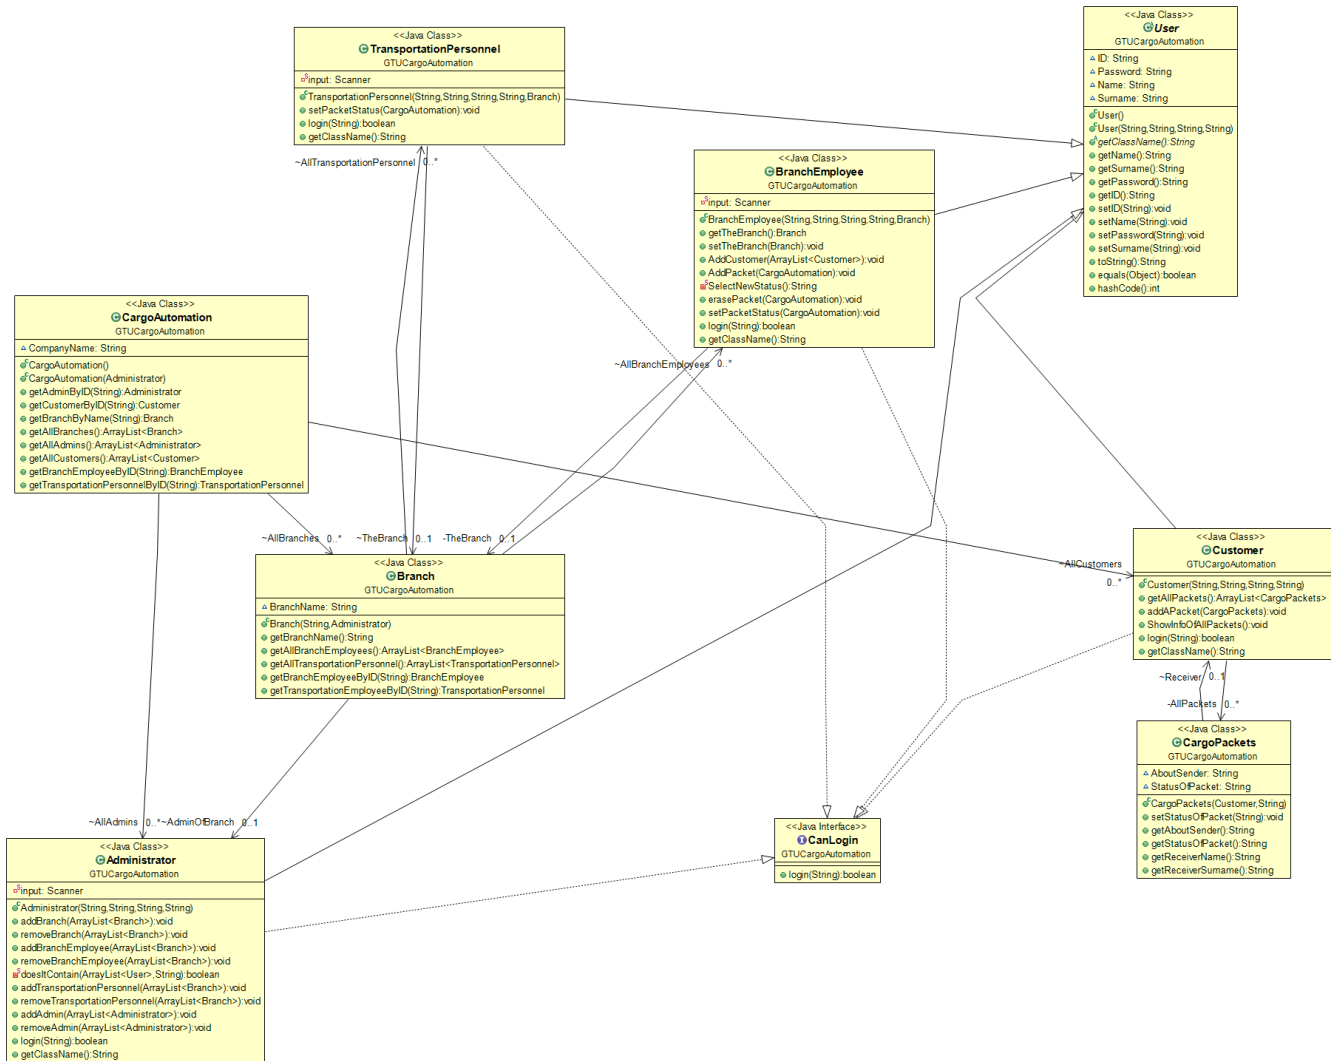 <<Java Class>>
TransportationPersonnel
GTUCargoAutomation
input: Scanner
TransportationPersonnel(String,String,String,String,Branch)
setPacketStatus(CargoAutomation):void
login(String):boolean
getClassName():String
<<Java Class>>
User
GTUCargoAutomation
ID: String
Password: String
Name: String
Surname: String
User()
User(String,String,String,String)
getClassName():String
getName():String
getSurname():String
getPassword():String
getID():String
setID(String):void
setName(String):void
setPassword(String):void
setSurname(String):void
toString():String
equals(Object):boolean
hashCode():int
~AllTransportationPersonnel 0..*
<<Java Class>>
BranchEmployee
GTUCargoAutomation
input: Scanner
BranchEmployee(String,String,String,String,Branch)
getTheBranch():Branch
setTheBranch(Branch):void
AddCustomer(ArrayList<Customer>):void
AddPacket(CargoAutomation):void
SelectNewStatus():String
erasePacket(CargoAutomation):void
setPacketStatus(CargoAutomation):void
login(String):boolean
getClassName():String
~AllBranchEmployees 0..*
<<Java Class>>
CargoAutomation
GTUCargoAutomation
CompanyName: String
CargoAutomation()
CargoAutomation(Administrator)
getAdminByID(String):Administrator
getCustomerByID(String):Customer
getBranchByName(String):Branch
getAllBranches():ArrayList<Branch>
getAllAdmins():ArrayList<Administrator>
getAllCustomers():ArrayList<Customer>
getBranchEmployeeByID(String):BranchEmployee
getTransportationPersonnelByID(String):TransportationPersonnel
~AllBranches 0..* ~TheBranch 0..1 -TheBranch 0..1
<<Java Class>>
Branch
GTUCargoAutomation
BranchName: String
Branch(String,Administrator)
getBranchName():String
getAllBranchEmployees():ArrayList<BranchEmployee>
getAllTransportationPersonnel():ArrayList<TransportationPersonnel>
getBranchEmployeeByID(String):BranchEmployee
getTransportationEmployeeByID(String):TransportationPersonnel
~AllCustomers
0..*
<<Java Class>>
Customer
GTUCargoAutomation
Customer(String,String,String,String)
getAllPackets():ArrayList<CargoPackets>
addAPacket(CargoPackets):void
ShowInfoOfAllPackets():void
login(String):boolean
getClassName():String
~Receiver 0..1
-AllPackets 0..*
<<Java Class>>
CargoPackets
GTUCargoAutomation
AboutSender: String
StatusOfPacket: String
CargoPackets(Customer,String)
setStatusOfPacket(String):void
getAboutSender():String
getStatusOfPacket():String
getReceiverName():String
getReceiverSurname():String
~AllAdmins 0..* ~AdminOfBranch 0..1
<<Java Interface>>
CanLogin
GTUCargoAutomation
login(String):boolean
<<Java Class>>
Administrator
GTUCargoAutomation
input: Scanner
Administrator(String,String,String,String)
addBranch(ArrayList<Branch>):void
removeBranch(ArrayList<Branch>):void
addBranchEmployee(ArrayList<Branch>):void
removeBranchEmployee(ArrayList<Branch>):void
doesItContain(ArrayList<User>,String):boolean
addTransportationPersonnel(ArrayList<Branch>):void
removeTransportationPersonnel(ArrayList<Branch>):void
addAdmin(ArrayList<Administrator>):void
removeAdmin(ArrayList<Administrator>):void
login(String):boolean
getClassName():String